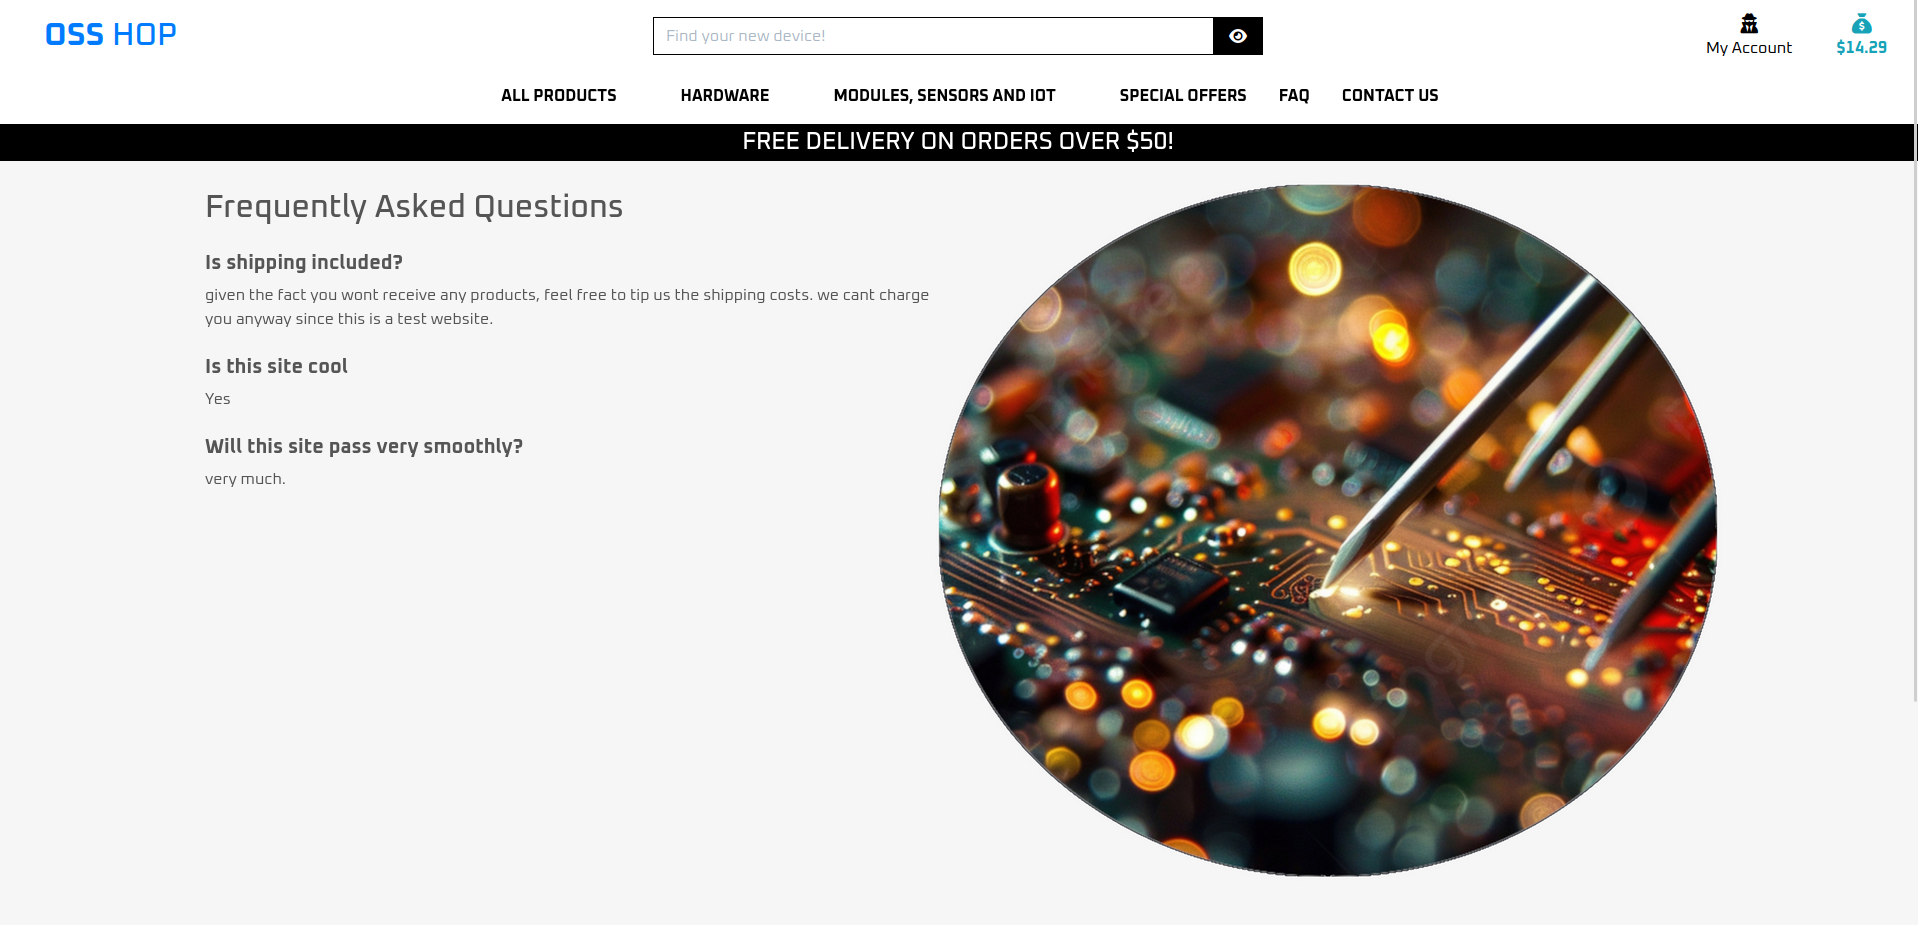 OSS HOP
Find your new device!
My Account
$14.29
ALL PRODUCTS HARDWARE MODULES, SENSORS AND IOT SPECIAL OFFERS FAQ CONTACT US
FREE DELIVERY ON ORDERS OVER $50!
Frequently Asked Questions
Is shipping included?
given the fact you wont receive any products, feel free to tip us the shipping costs. we cant charge
you anyway since this is a test website.
Is this site cool
Yes
Will this site pass very smoothly?
very much.